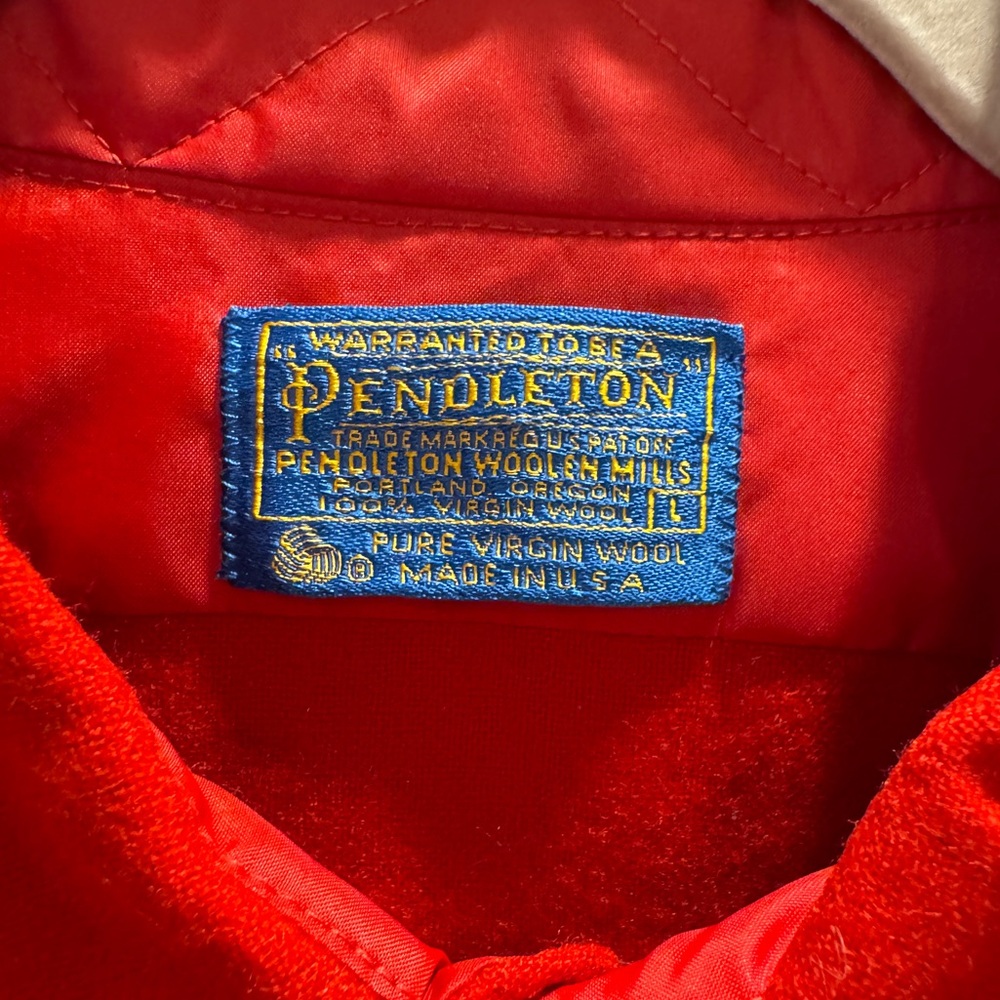 WARRANTED TO BE A
"PENDLETON"
TRADE MARK REG U.S. PAT OFF
PENDLETON WOOLEN MILLS
PORTLAND, OREGON
100% VIRGIN WOOL L
PURE VIRGIN WOOL
® MADE IN U S A